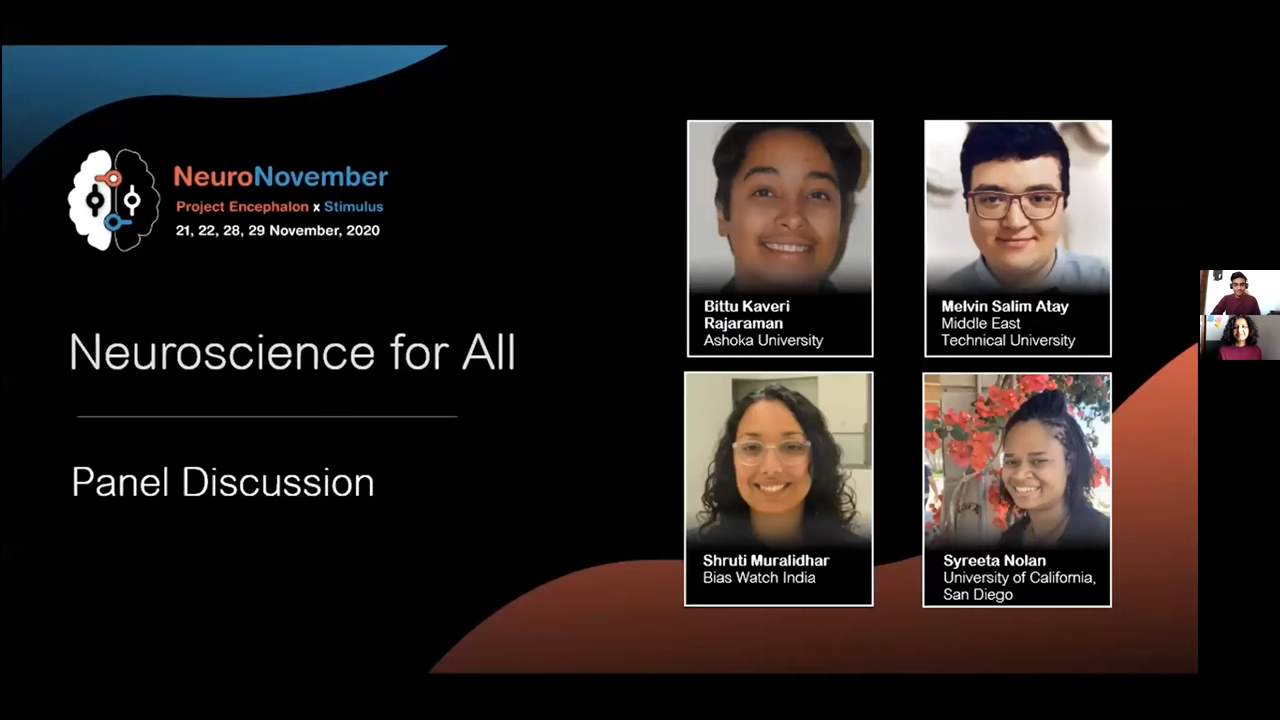 NeuroNovember
Project Encephalon x Stimulus
21, 22, 28, 29 November, 2020
Neuroscience for All
Panel Discussion
Bittu Kaveri
Rajaraman
Ashoka University
Melvin Salim Atay
Middle East
Technical University
Shruti Muralidhar
Bias Watch India
Syreeta Nolan
University of California,
San Diego